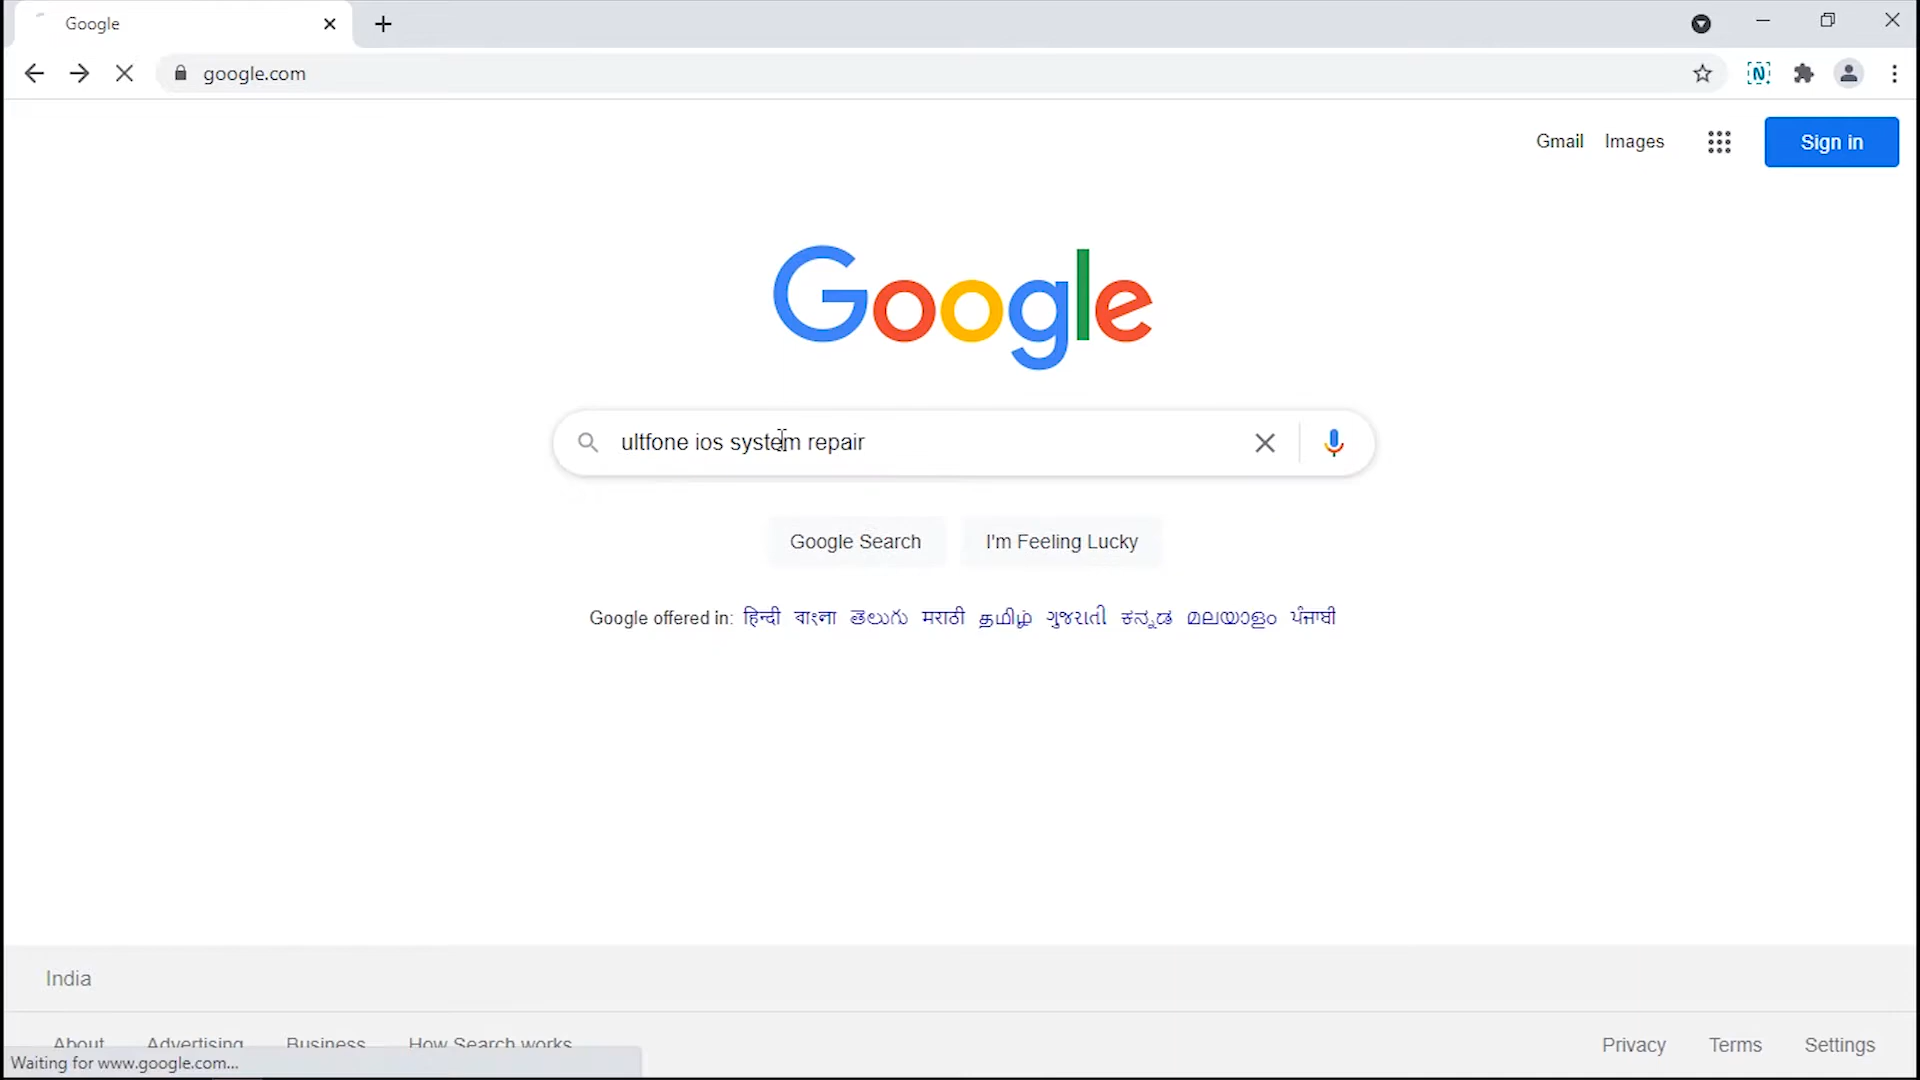 Google
google.com
Gmail Images Sign in
Google
ultfone ios system repair
Google Search I'm Feeling Lucky
Google offered in: हिन्दी বাংলা తెలుగు मराठी தமிழ் ગુજરાતી ಕನ್ನಡ മലയാളം ਪੰਜਾਬੀ
India
About Advertising Business How Search works Privacy Terms Settings
Waiting for www.google.com...